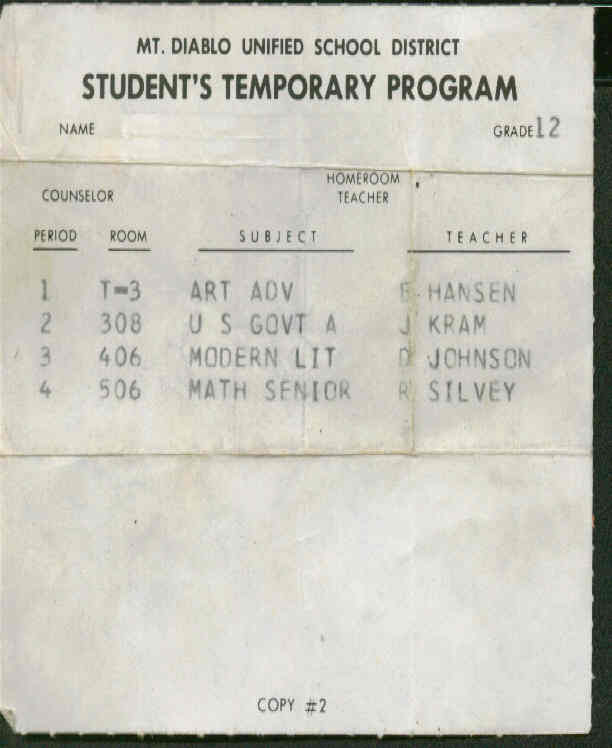 MT. DIABLO UNIFIED SCHOOL DISTRICT
STUDENT'S TEMPORARY PROGRAM
NAME GRADE 12
COUNSELOR HOMEROOM TEACHER
PERIOD ROOM SUBJECT TEACHER
1 T-3 ART ADV E HANSEN
2 308 U S GOVT A J KRAM
3 406 MODERN LIT D JOHNSON
4 506 MATH SENIOR R SILVEY
COPY #2